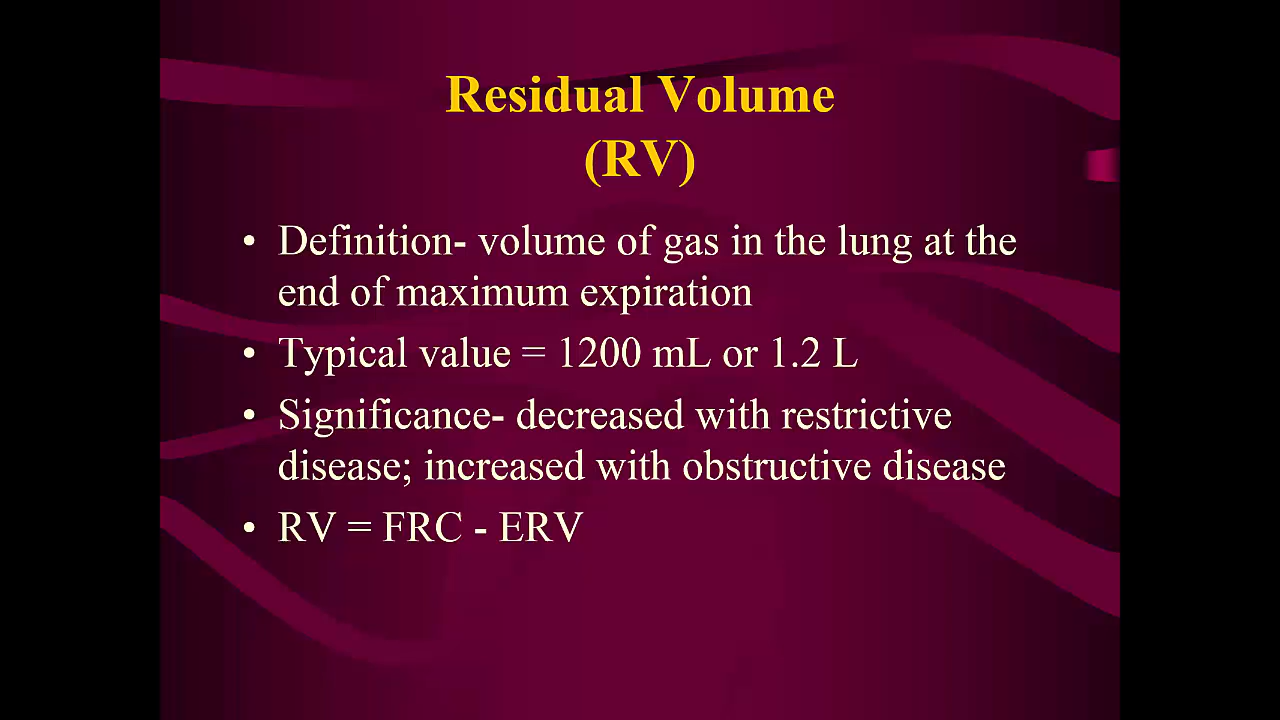 Residual Volume
(RV)
• Definition- volume of gas in the lung at the
end of maximum expiration
• Typical value = 1200 mL or 1.2 L
• Significance- decreased with restrictive
disease; increased with obstructive disease
• RV = FRC - ERV